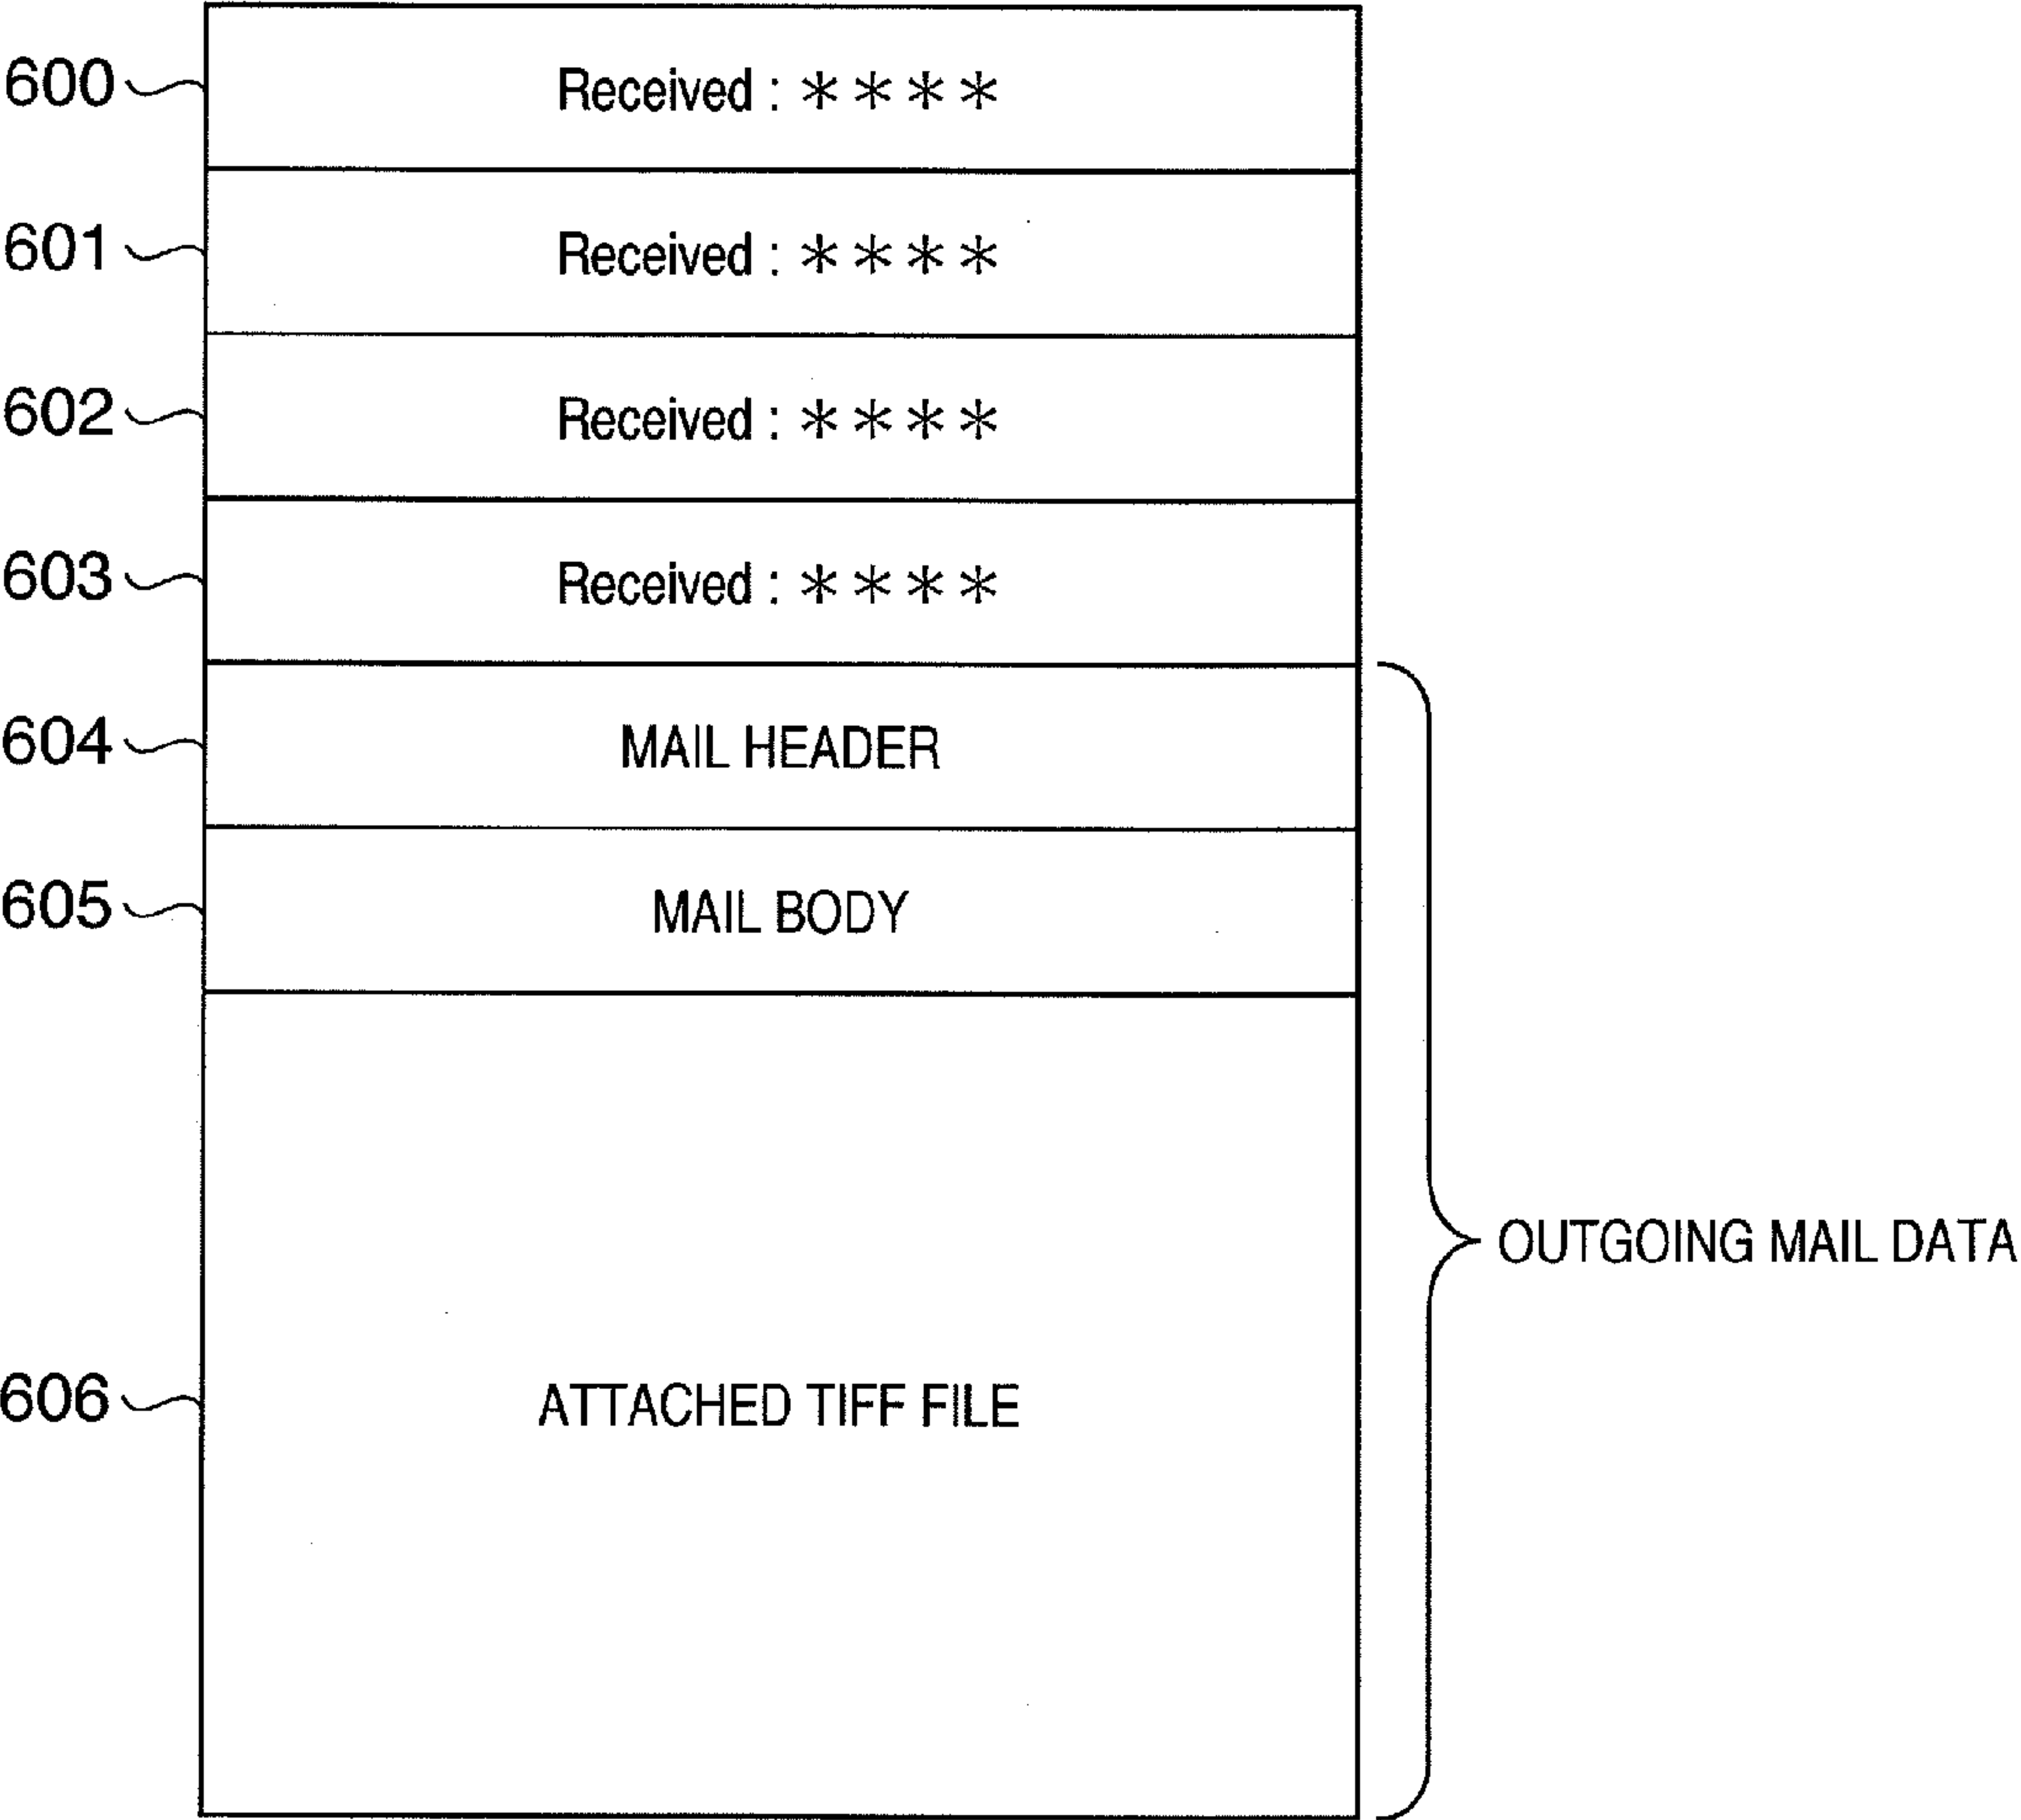 600 Received : ****
601 Received : ****
602 Received : ****
603 Received : ****
604 MAIL HEADER
605 MAIL BODY
OUTGOING MAIL DATA
606 ATTACHED TIFF FILE